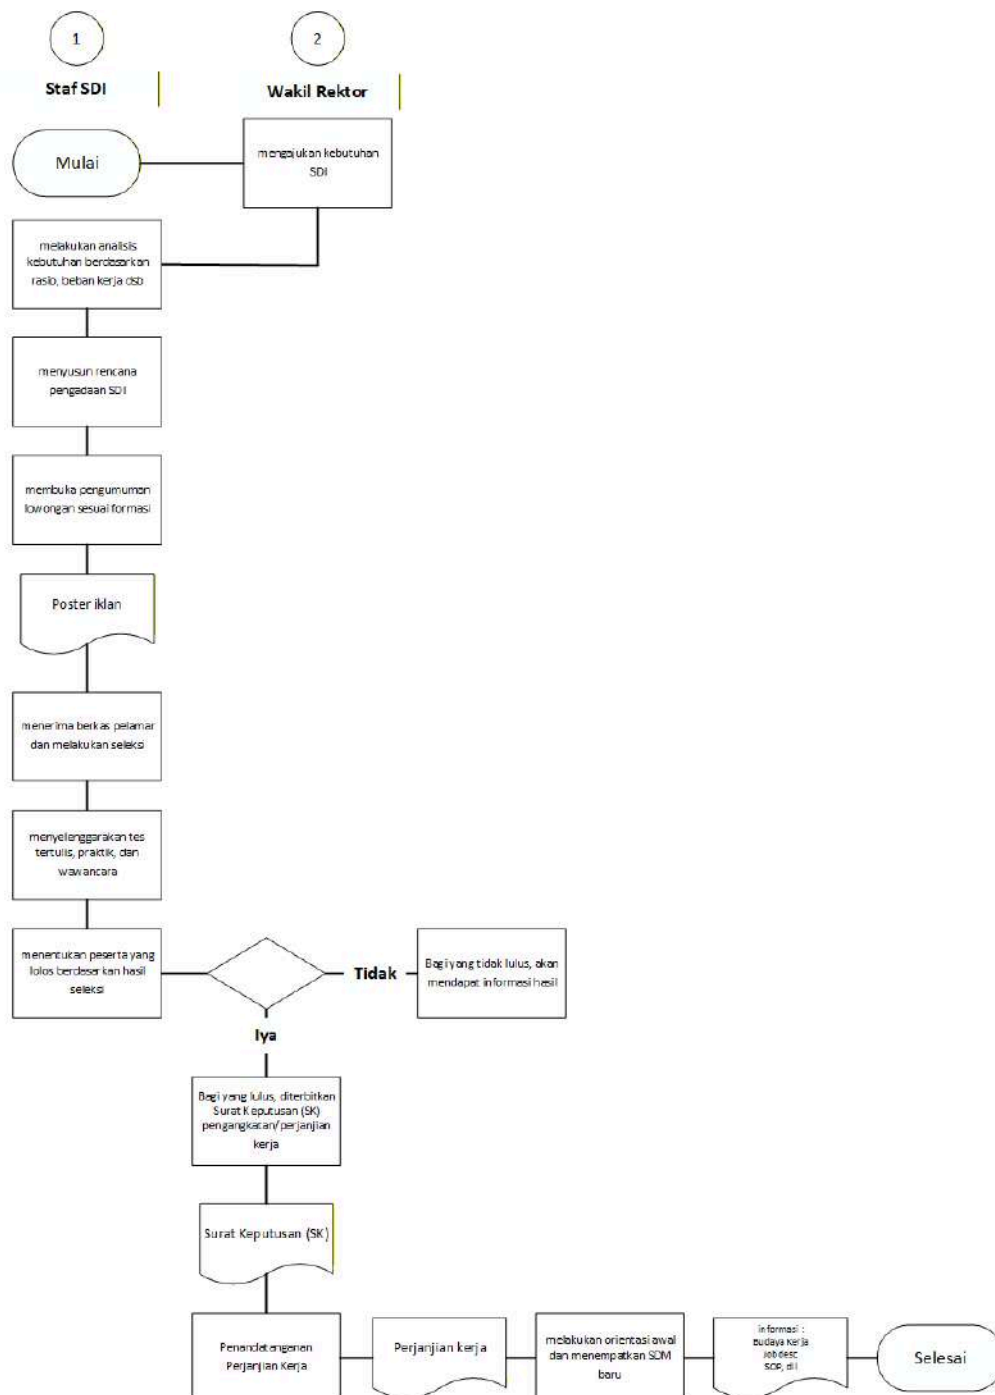 1
2
Staf SDI
Wakil Rektor
Mulai
mengajukan kebutuhan
SDI
melakukan analisis
kebutuhan berdasarkan
rasio, beban kerja dsb
menyusun rencana
pengadaan SDI
membuka pengumuman
lowongan sesuai formasi
Poster iklan
menerima berkas pelamar
dan melakukan seleksi
menyelenggarakan tes
tertulis, praktik, dan
wawancara
menentukan peserta yang
lolos berdasarkan hasil
seleksi
Tidak
Bagi yang tidak lulus, akan
mendapat informasi hasil
Iya
Bagi yang lulus, diterbitkan
Surat Keputusan (SK)
pengangkatan/perjanjian
kerja
Surat Keputusan (SK)
Penandatanganan
Perjanjian Kerja
Perjanjian kerja
melakukan orientasi awal
dan menempatkan SDM
baru
informasi :
Budaya Kerja
Jobdesc
SOP, dll
Selesai